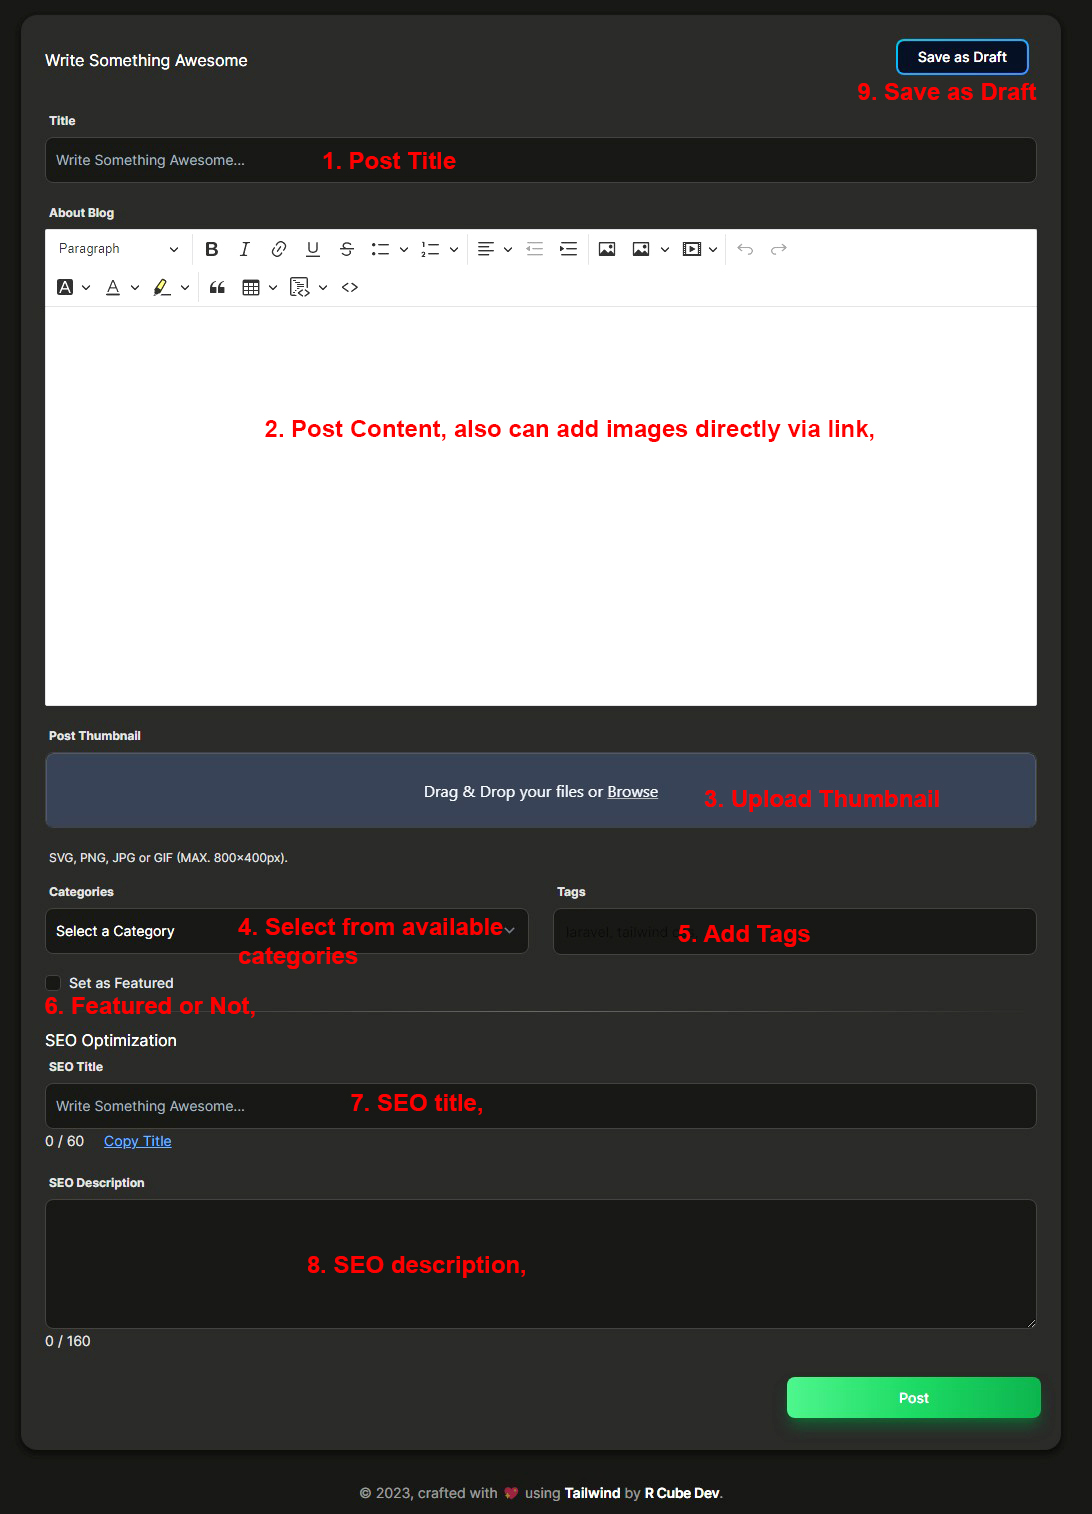 Write Something Awesome
Save as Draft
9. Save as Draft
Title
Write Something Awesome...
1. Post Title
About Blog
Paragraph
2. Post Content, also can add images directly via link,
Post Thumbnail
Drag & Drop your files or Browse
3. Upload Thumbnail
SVG, PNG, JPG or GIF (MAX. 800x400px).
Categories
Tags
Select a Category
4. Select from available
categories
laravel, tailwind
5. Add Tags
Set as Featured
6. Featured or Not,
SEO Optimization
SEO Title
Write Something Awesome...
7. SEO title,
0 / 60 Copy Title
SEO Description
8. SEO description,
0 / 160
Post
© 2023, crafted with 💖 using Tailwind by R Cube Dev.